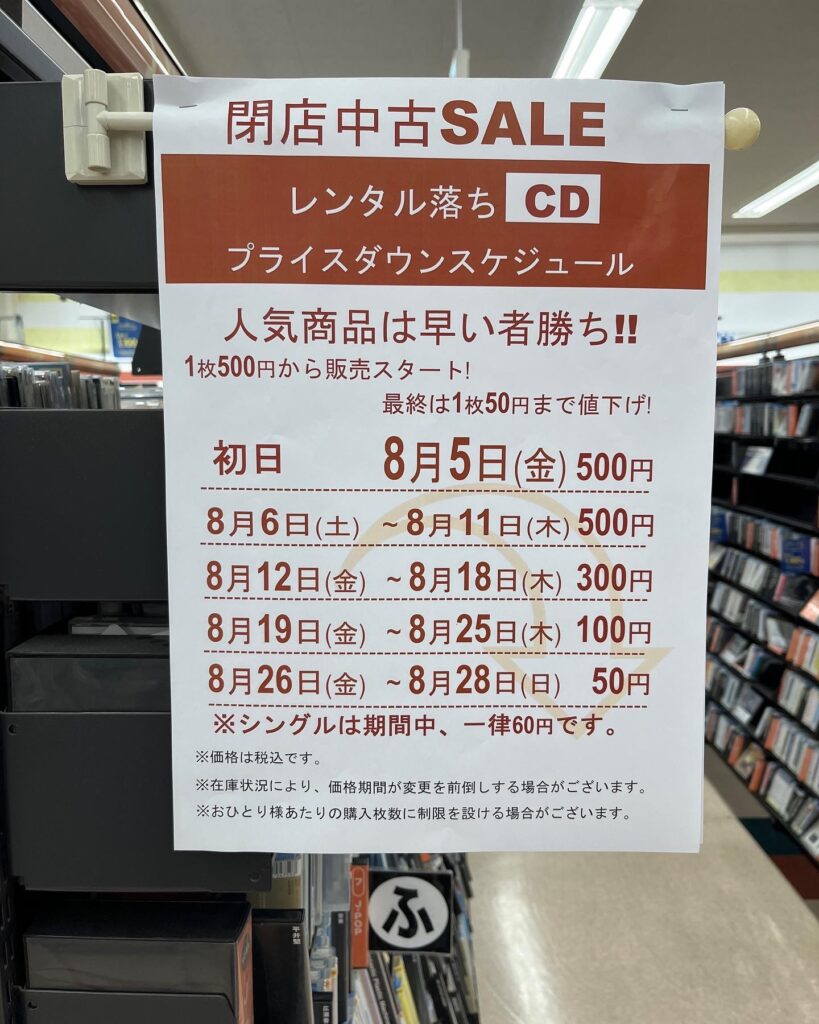 閉店中古SALE
レンタル落ち CD
プライスダウンスケジュール
人気商品は早い者勝ち!!
1枚500円から販売スタート!
最終は1枚50円まで値下げ!
初日 8月5日(金) 500円
8月6日(土) ~8月11日(木) 500円
8月12日(金) ~8月18日(木) 300円
8月19日(金) ~8月25日(木) 100円
8月26日(金) ~8月28日(日) 50円
※シングルは期間中、一律60円です。
※価格は税込です。
※在庫状況により、価格期間が変更を前倒しする場合がございます。
※おひとり様あたりの購入枚数に制限を設ける場合がございます。
フ J-POP
ふ
平井堅